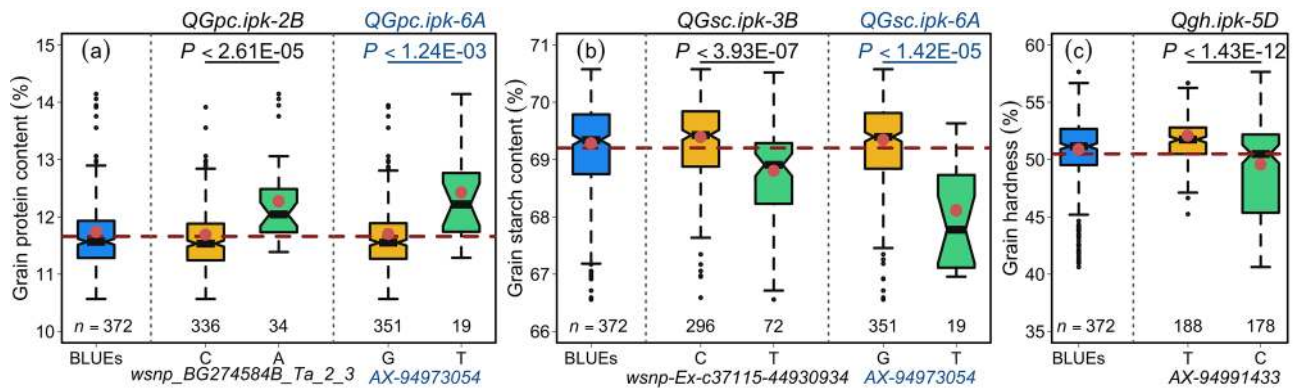 QGpc.ipk-2B QGpc.ipk-6A
(a) P < 2.61E-05 P < 1.24E-03
Grain protein content (%)
15
14
13
12
11
10
n = 372 336 34 351 19
BLUEs C A G T
wsnp_BG274584B_Ta_2_3 AX-94973054
QGsc.ipk-3B QGsc.ipk-6A
(b) P < 3.93E-07 P < 1.42E-05
Grain starch content (%)
71
70
69
68
67
66
n = 372 296 72 351 19
BLUEs C T G T
wsnp-Ex-c37115-44930934 AX-94973054
Qgh.ipk-5D
(c) P < 1.43E-12
Grain hardness (%)
60
55
50
45
40
35
n = 372 188 178
BLUEs T C
AX-94991433